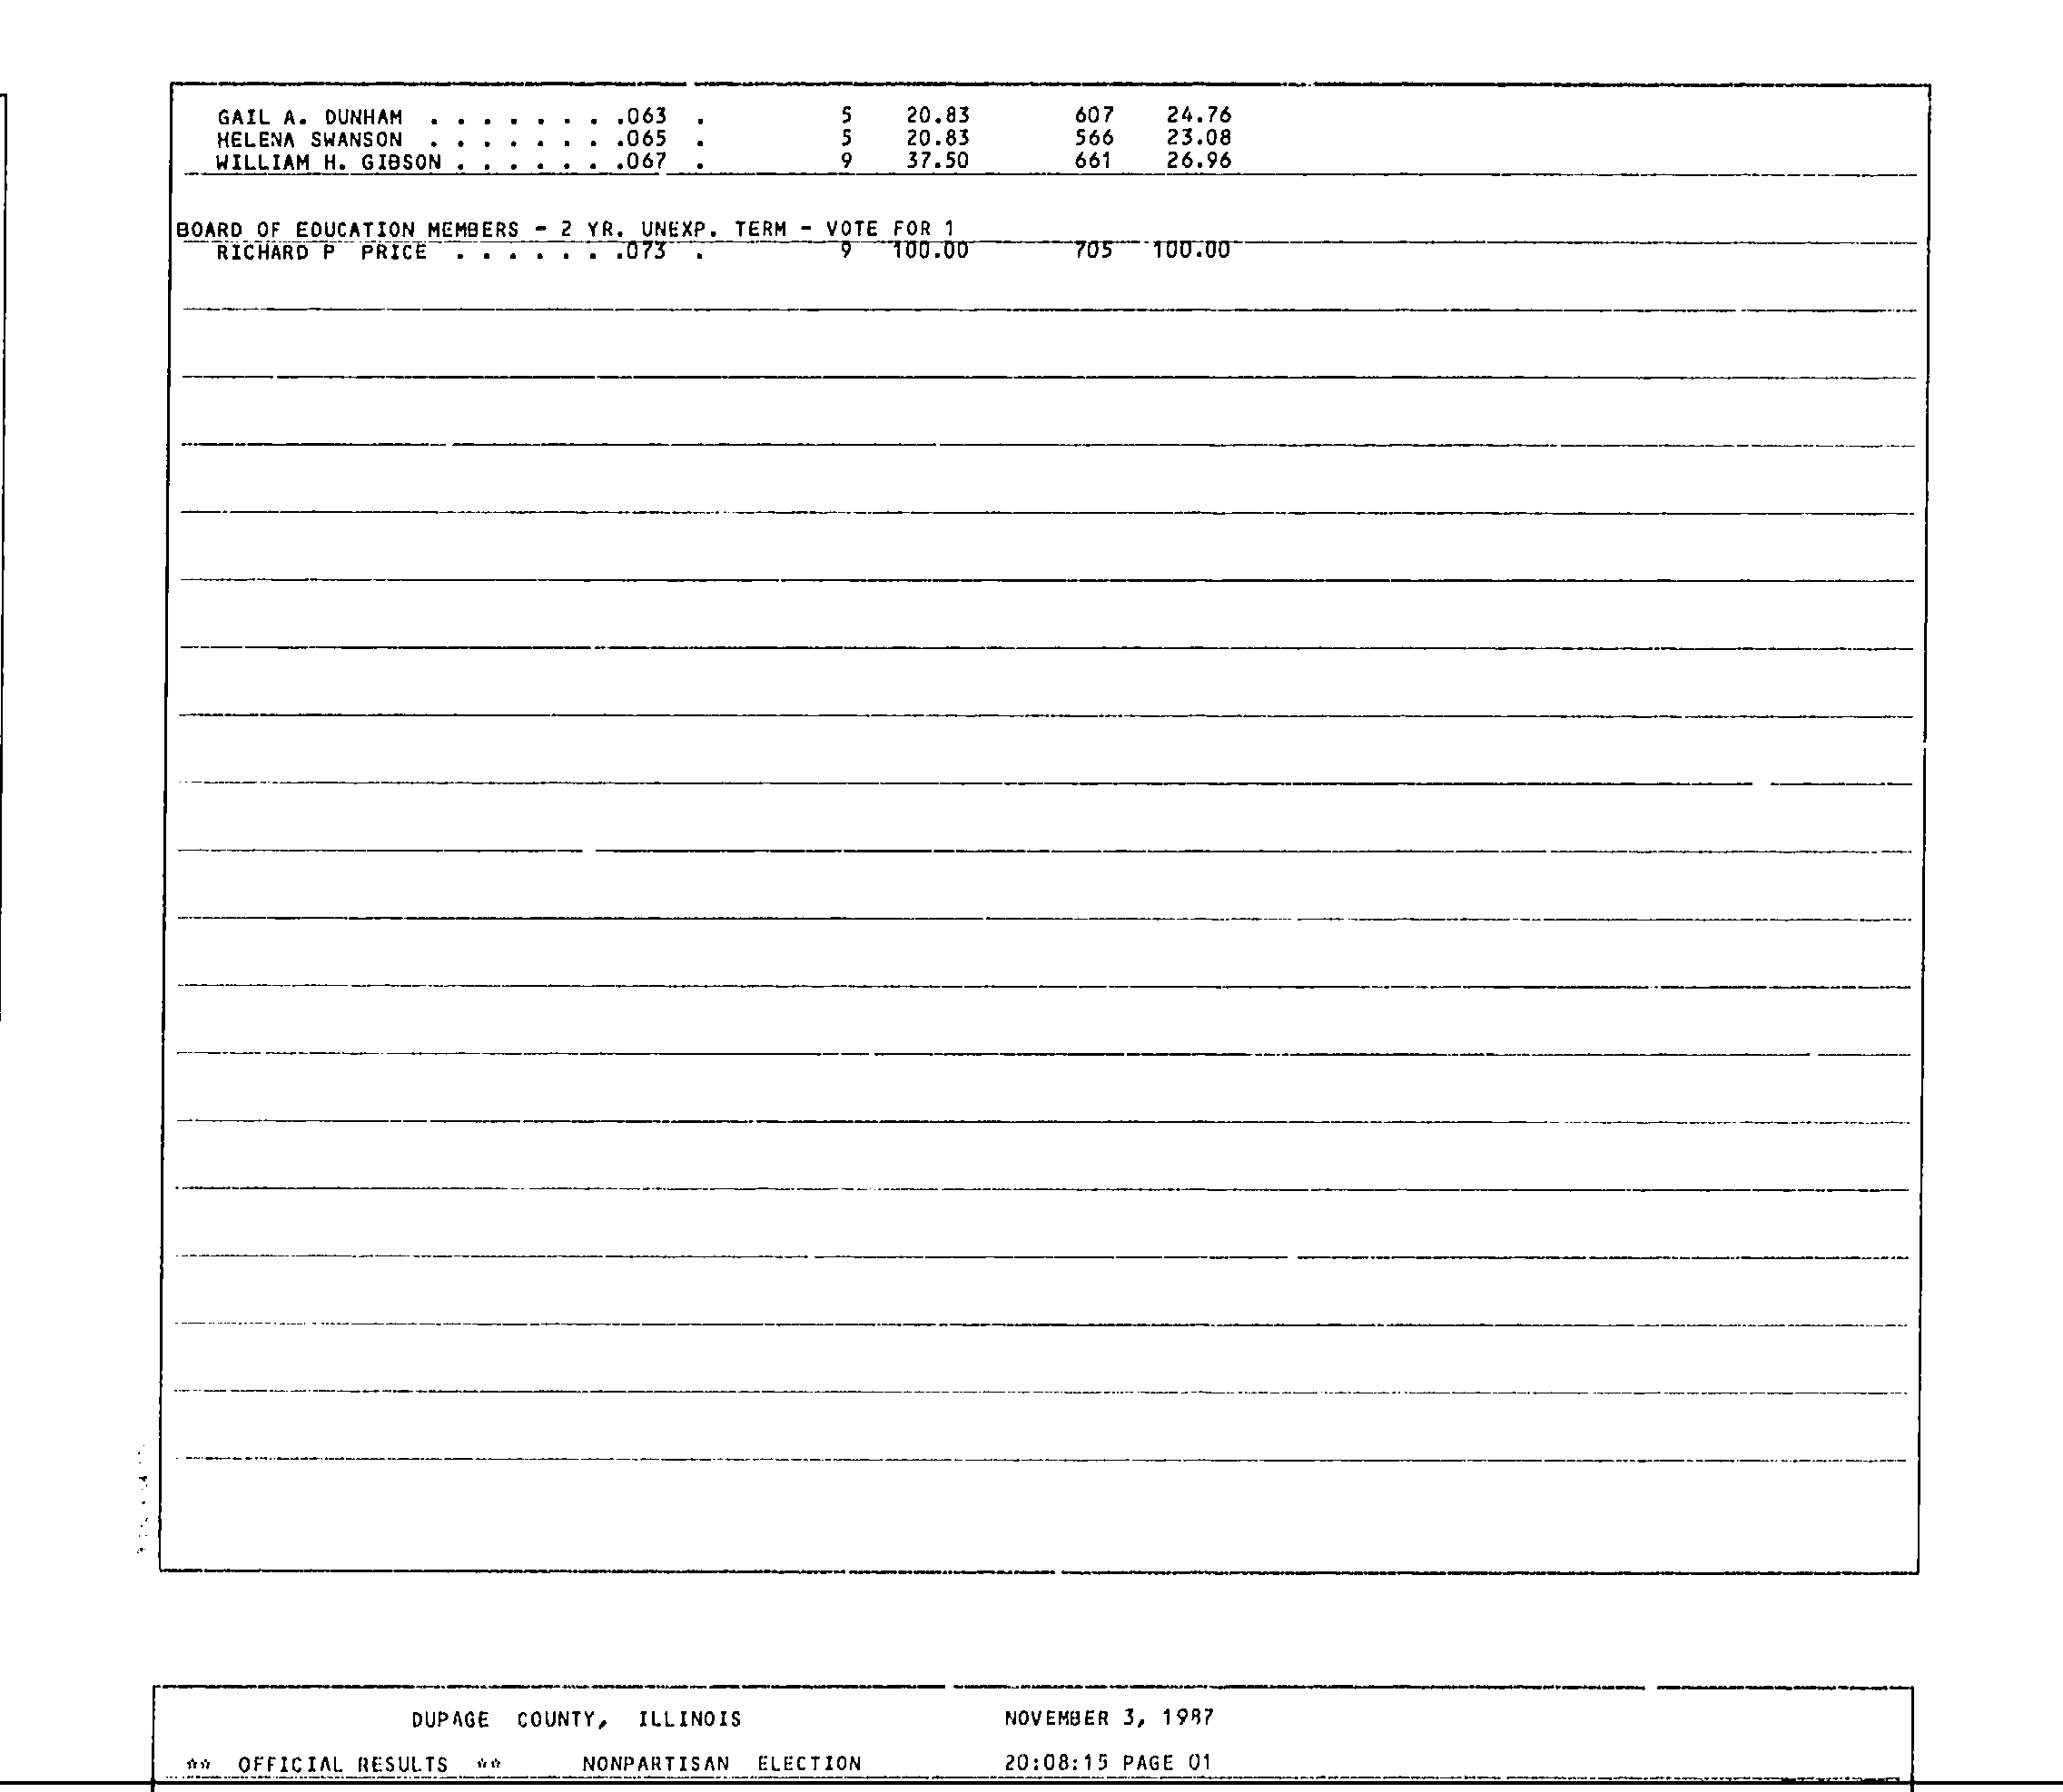 GAIL A. DUNHAM . . . . . . . .063 . 5 20.83 607 24.76
HELENA SWANSON . . . . . . . .065 . 5 20.83 566 23.08
WILLIAM H. GIBSON . . . . . . .067 . 9 37.50 661 26.96
BOARD OF EDUCATION MEMBERS - 2 YR. UNEXP. TERM - VOTE FOR 1
RICHARD P PRICE . . . . . . .073 . 9 100.00 705 100.00
DUPAGE COUNTY, ILLINOIS NOVEMBER 3, 1987
** OFFICIAL RESULTS ** NONPARTISAN ELECTION 20:08:15 PAGE 01